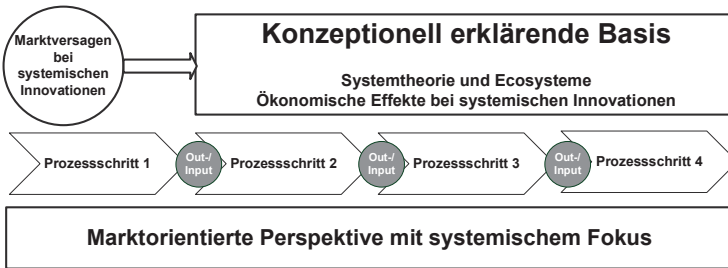 Marktversagen
bei
systemischen
Innovationen
Konzeptionell erklärende Basis
Systemtheorie und Ecosysteme
Ökonomische Effekte bei systemischen Innovationen
Prozessschritt 1
Out-/
Input
Prozessschritt 2
Out-/
Input
Prozessschritt 3
Out-/
Input
Prozessschritt 4
Marktorientierte Perspektive mit systemischem Fokus